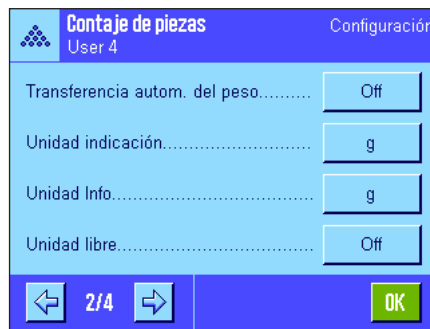 Contaje de piezas
Configuración
User 4
Transferencia autom. del peso.......... Off
Unidad indicación............................ g
Unidad Info..................................... g
Unidad libre..................................... Off
2/4
OK